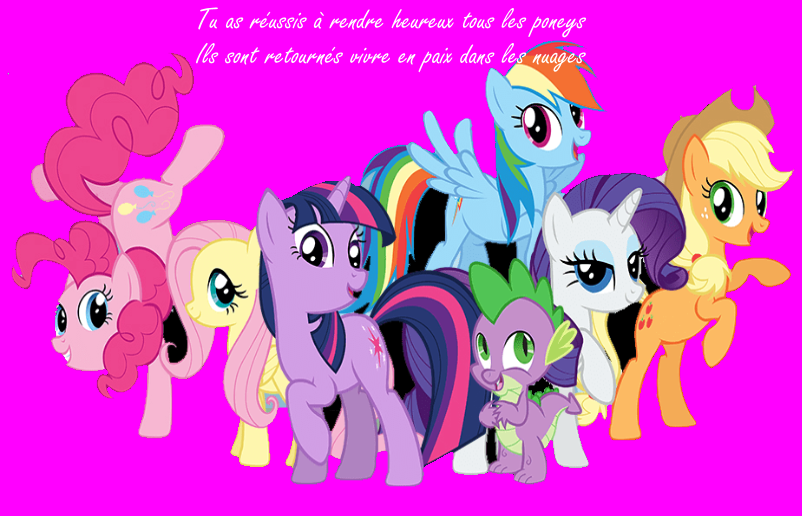 Tu as réussis à rendre heureux tous les poneys
Ils sont retournés vivre en paix dans les nuages